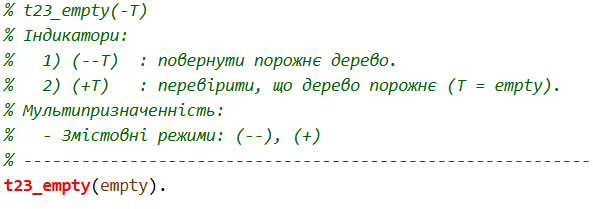 % t23_empty(-T)
% Індикатори:
%   1) (--T)  : повернути порожнє дерево.
%   2) (+T)   : перевірити, що дерево порожнє (T = empty).
% Мультипризначенність:
%   - Змістовні режими: (--), (+)
% -----------------------------------------------------------
t23_empty(empty).